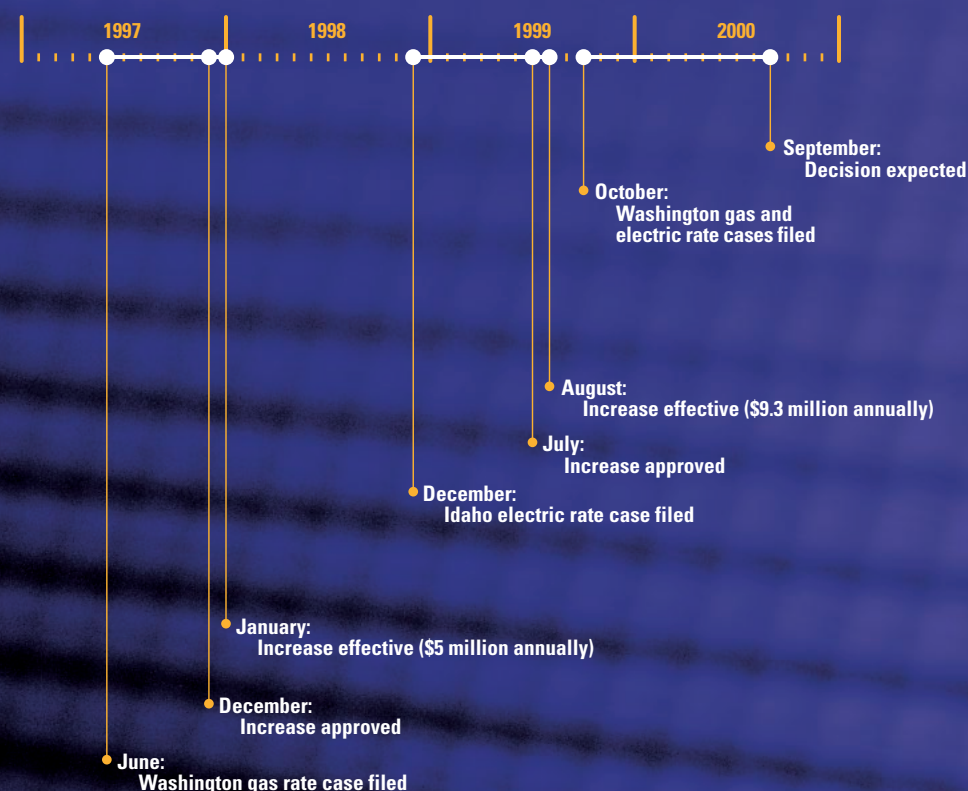 1997 1998 1999 2000
September:
Decision expected
October:
Washington gas and
electric rate cases filed
August:
Increase effective ($9.3 million annually)
July:
Increase approved
December:
Idaho electric rate case filed
January:
Increase effective ($5 million annually)
December:
Increase approved
June:
Washington gas rate case filed